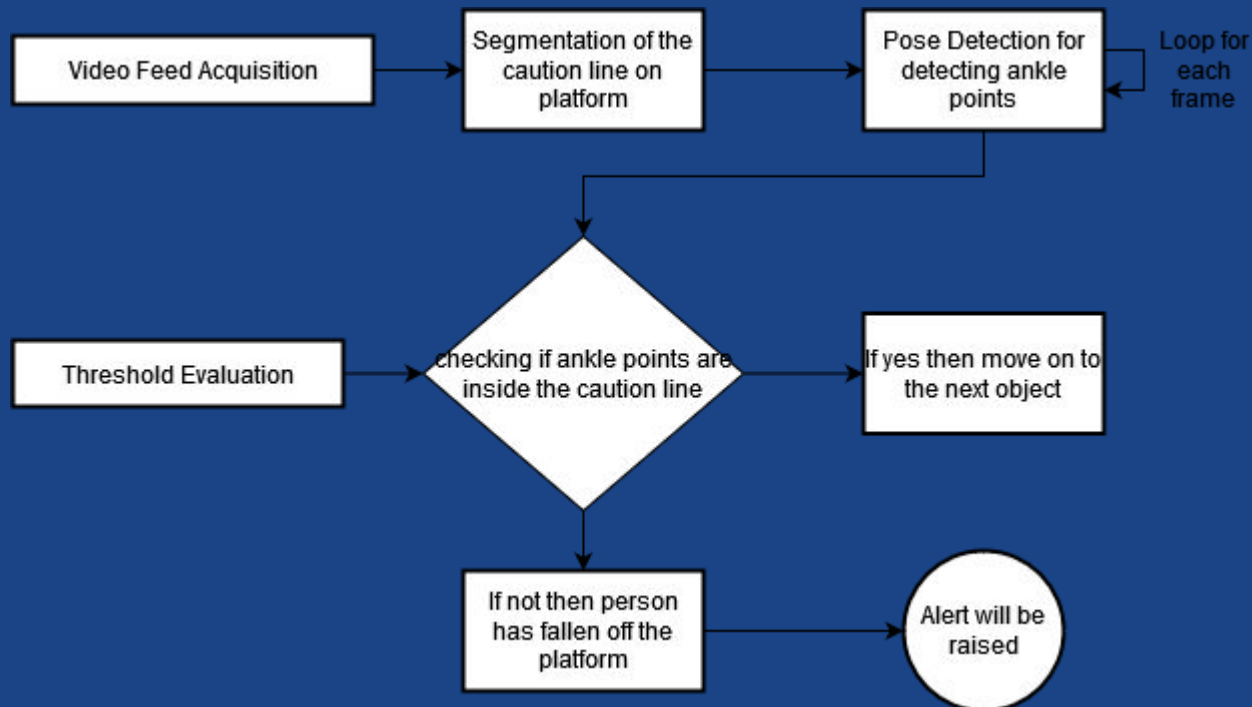 Video Feed Acquisition
Segmentation of the
caution line on
platform
Pose Detection for
detecting ankle
points
Loop for
each
frame
Threshold Evaluation
checking if ankle points are
inside the caution line
If yes then move on to
the next object
If not then person
has fallen off the
platform
Alert will be
raised